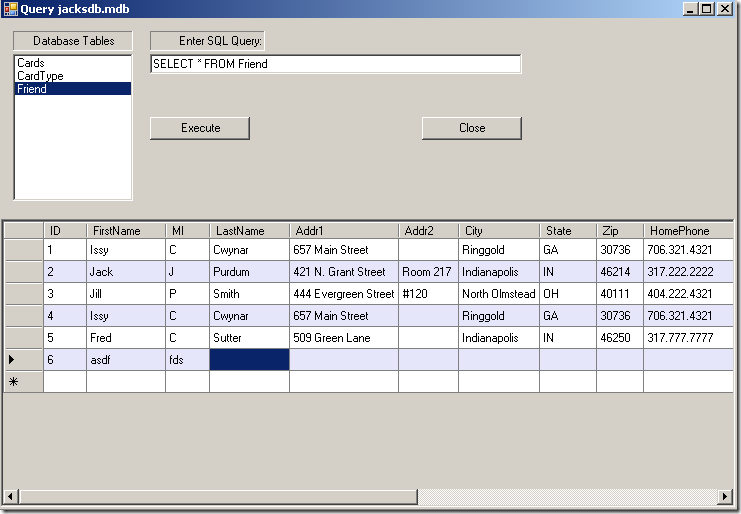 Query jacksdb.mdb
Database Tables
Enter SQL Query:
Cards
CardType
Friend
SELECT * FROM Friend
Execute
Close
ID FirstName MI LastName Addr1 Addr2 City State Zip HomePhone
1 Issy C Cwynar 657 Main Street Ringgold GA 30736 706.321.4321
2 Jack J Purdum 421 N. Grant Street Room 217 Indianapolis IN 46214 317.222.2222
3 Jill P Smith 444 Evergreen Street #120 North Olmstead OH 40111 404.222.4321
4 Issy C Cwynar 657 Main Street Ringgold GA 30736 706.321.4321
5 Fred C Sutter 509 Green Lane Indianapolis IN 46250 317.777.7777
6 asdf fds